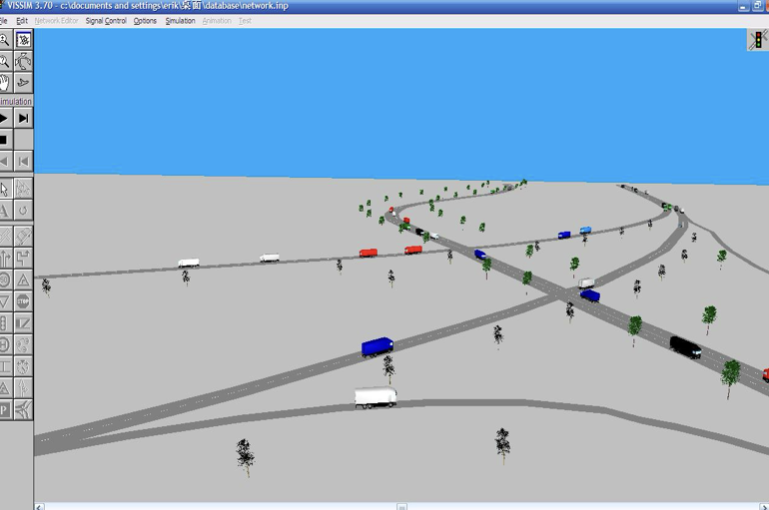 VISSIM 3.70 - c:\documents and settings\erik\桌面\database\network.inp
ile Edit Network Editor Signal Control Options Simulation Animation Test
imulation